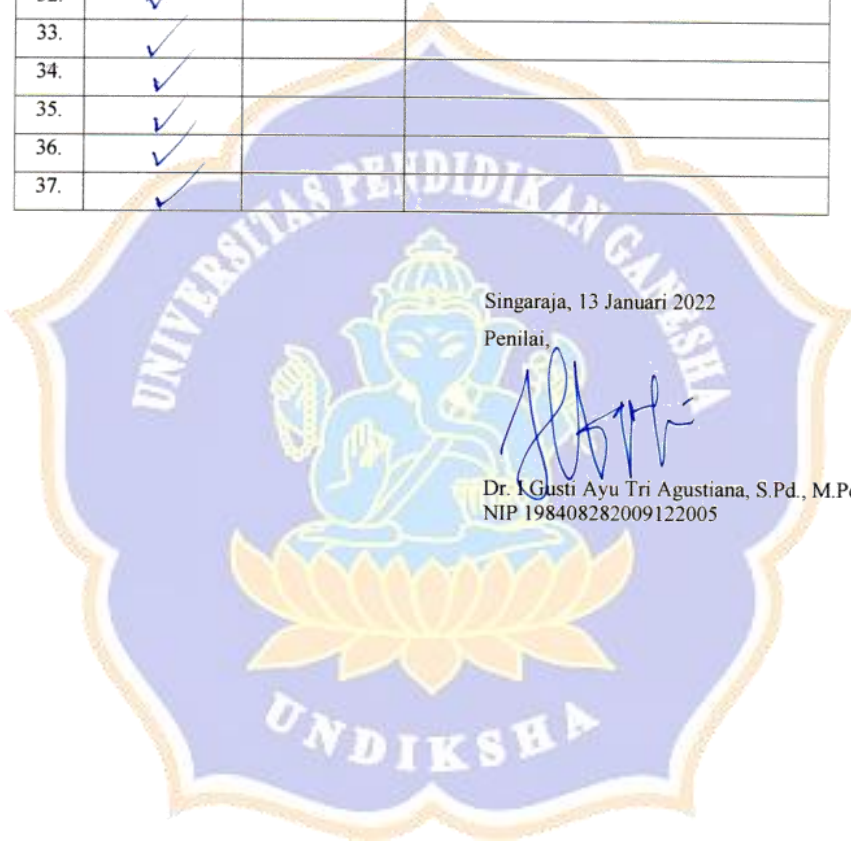 32.
33.
34.
35.
36.
37.
UNIVERSITAS PENDIDIKAN GANESHA
Singaraja, 13 Januari 2022
Penilai,
Dr. I Gusti Ayu Tri Agustiana, S.Pd., M.Pd
NIP 198408282009122005
UNDIKSHA